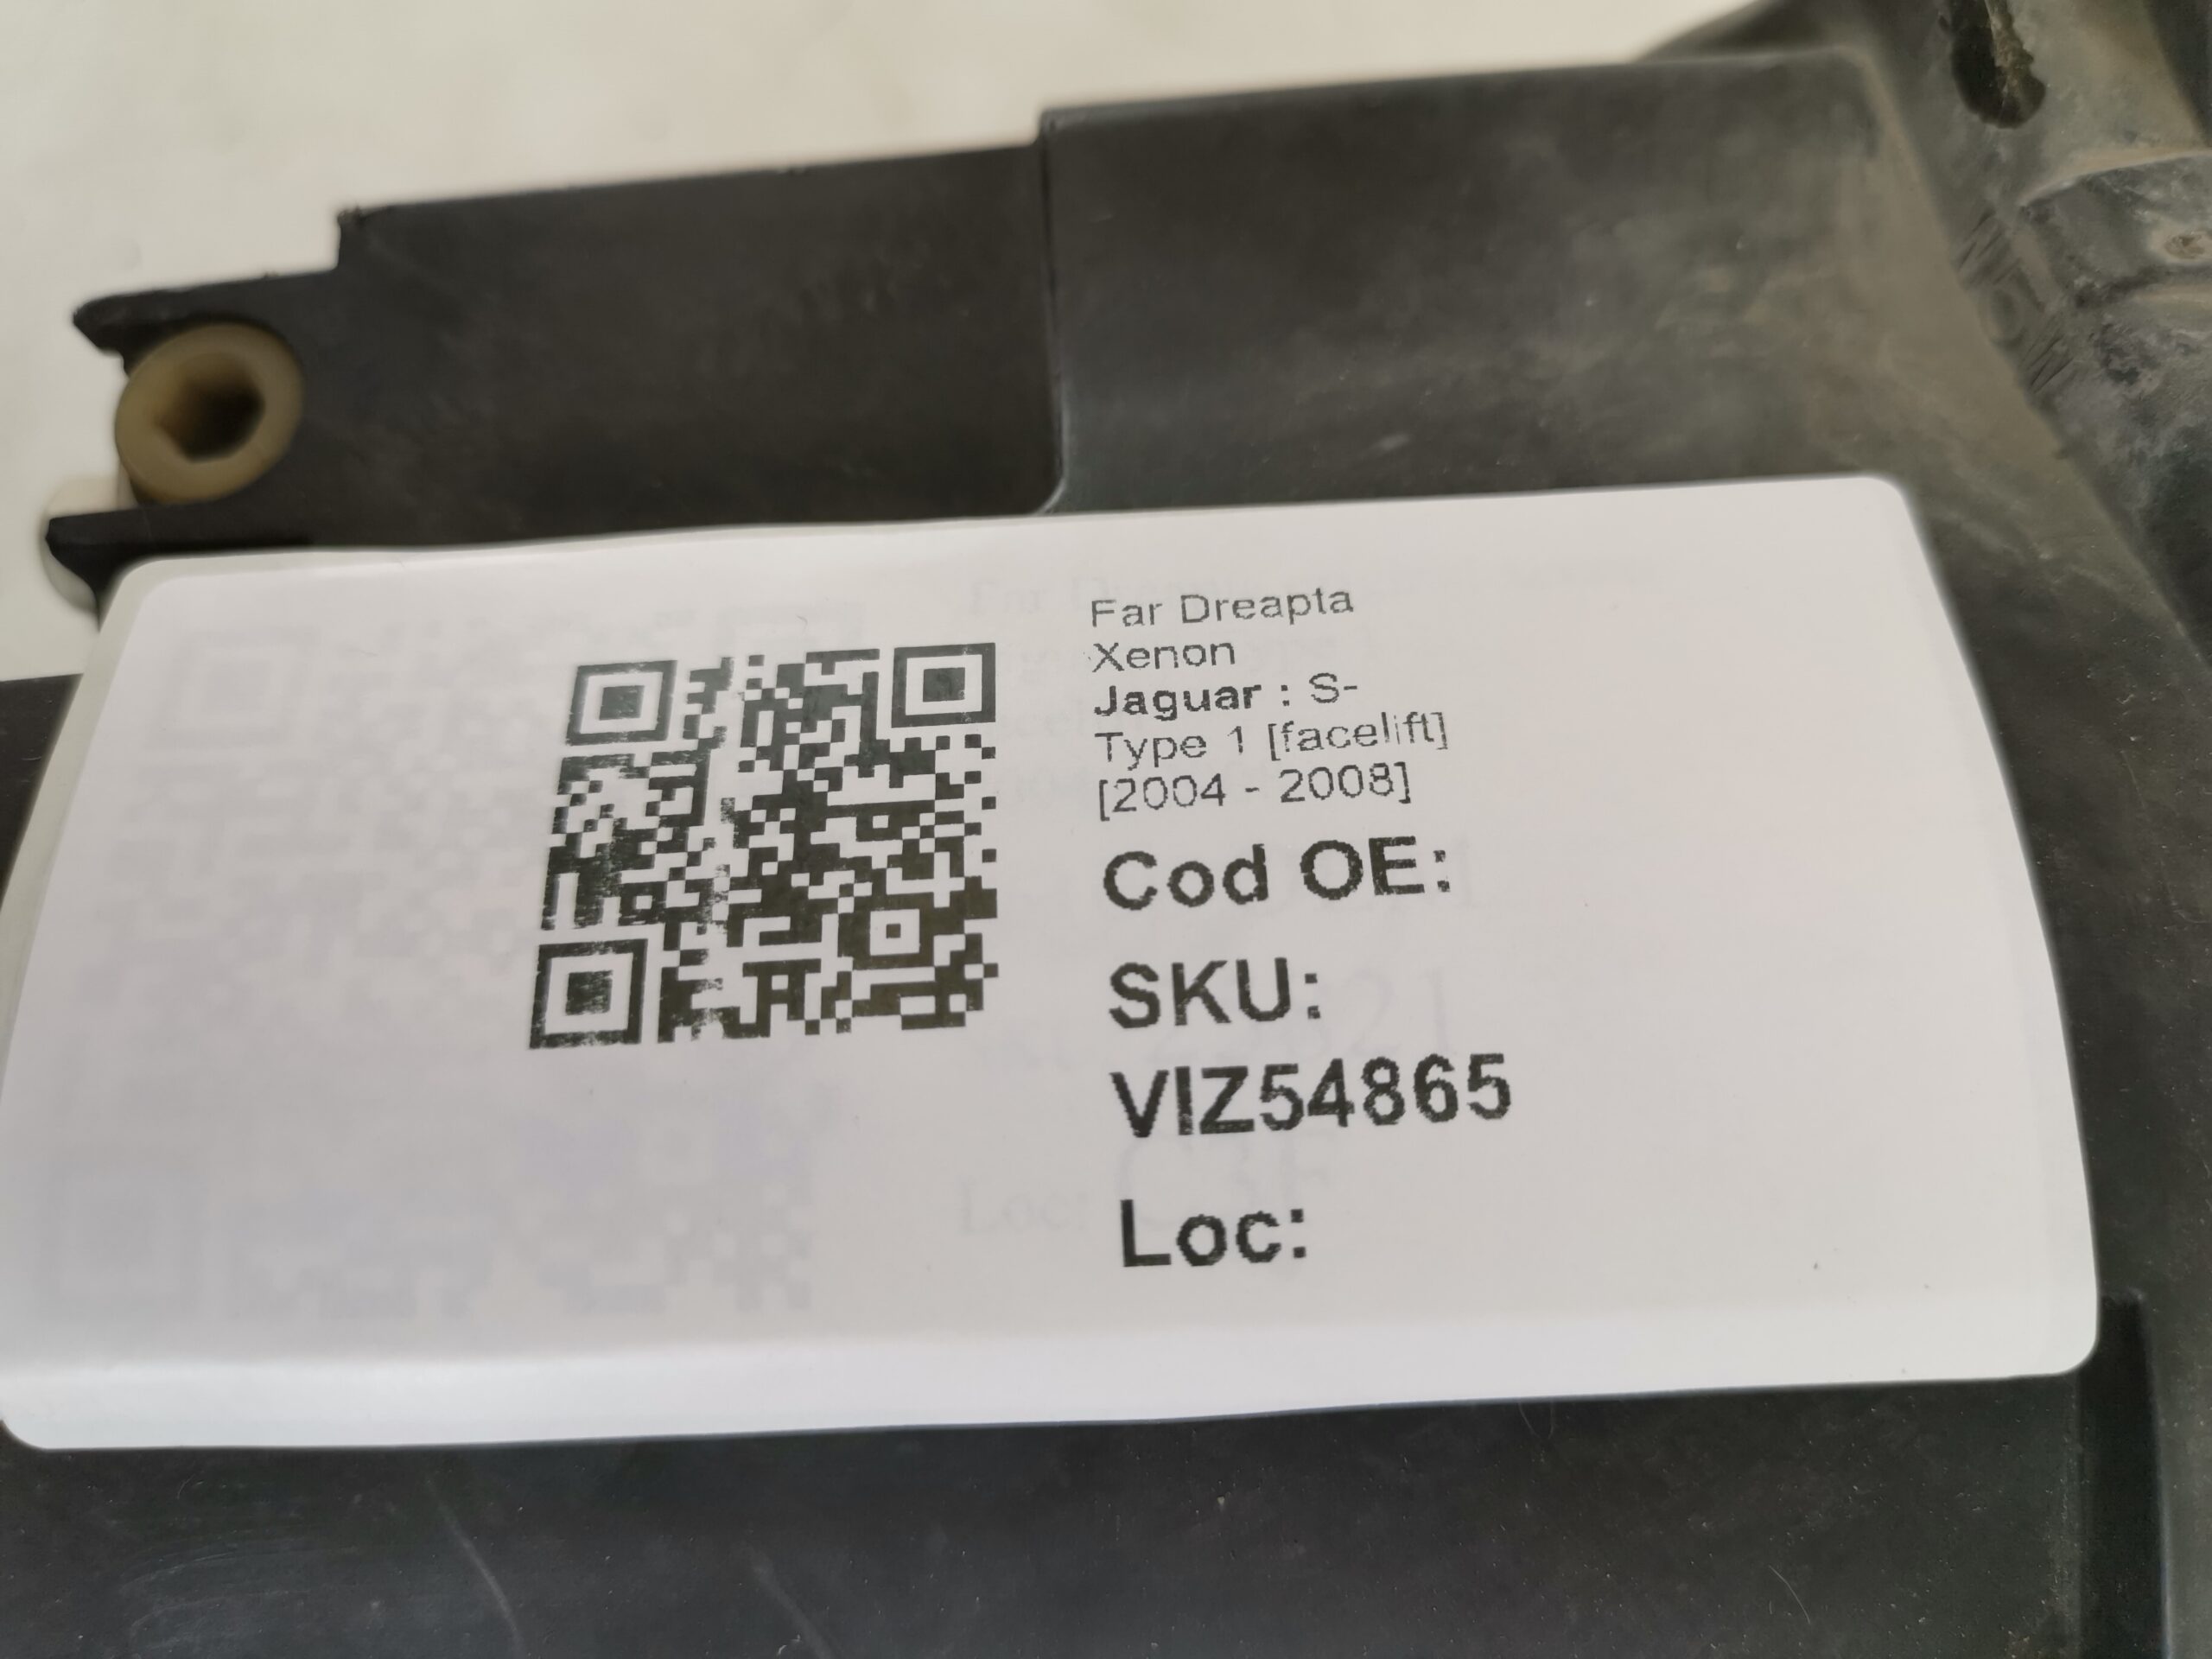 Far Dreapta
Xenon
Jaguar : S-
Type 1 [facelift]
[2004 - 2008]
Cod OE:
SKU:
VIZ54865
Loc: